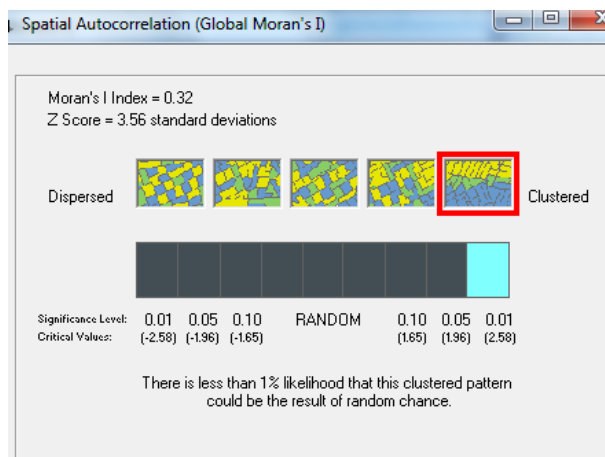 Spatial Autocorrelation (Global Moran's I)
Moran's I Index = 0.32
Z Score = 3.56 standard deviations
Dispersed Clustered
Significance Level: 0.01 0.05 0.10 RANDOM 0.10 0.05 0.01
Critical Values: (-2.58) (-1.96) (-1.65) (1.65) (1.96) (2.58)
There is less than 1% likelihood that this clustered pattern
could be the result of random chance.